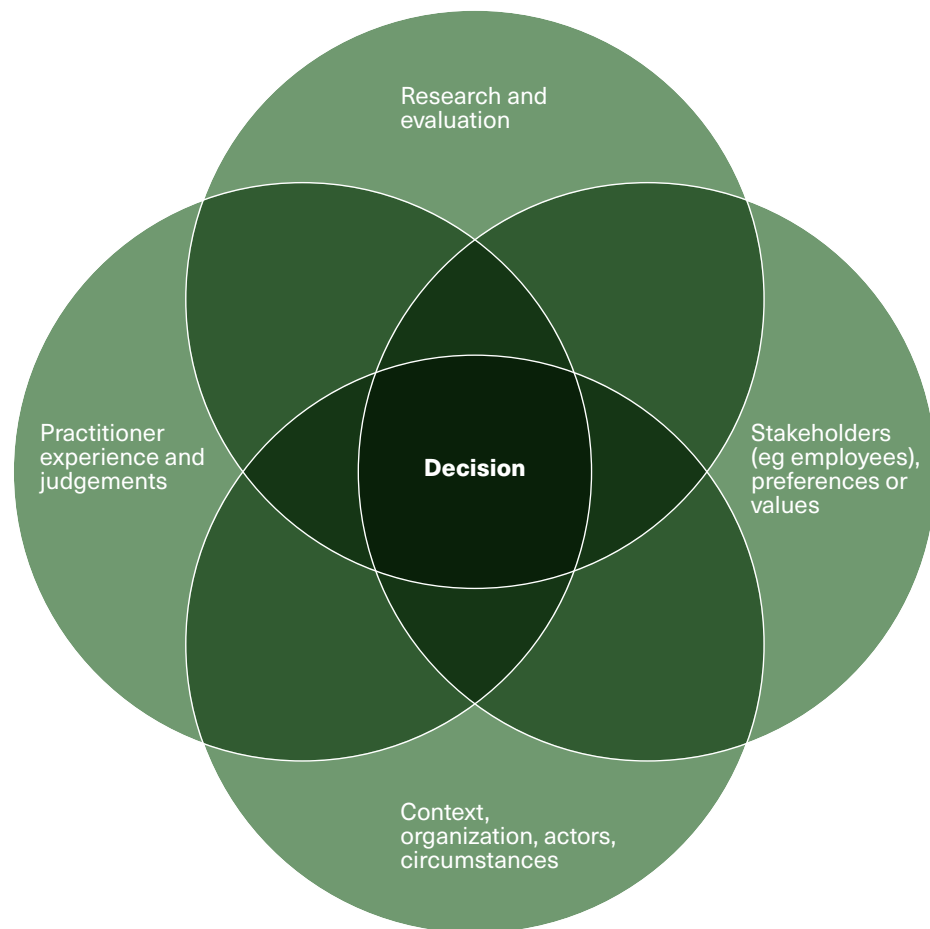 Research and
evaluation
Practitioner
experience and
judgements
Decision
Stakeholders
(eg employees),
preferences or
values
Context,
organization, actors,
circumstances